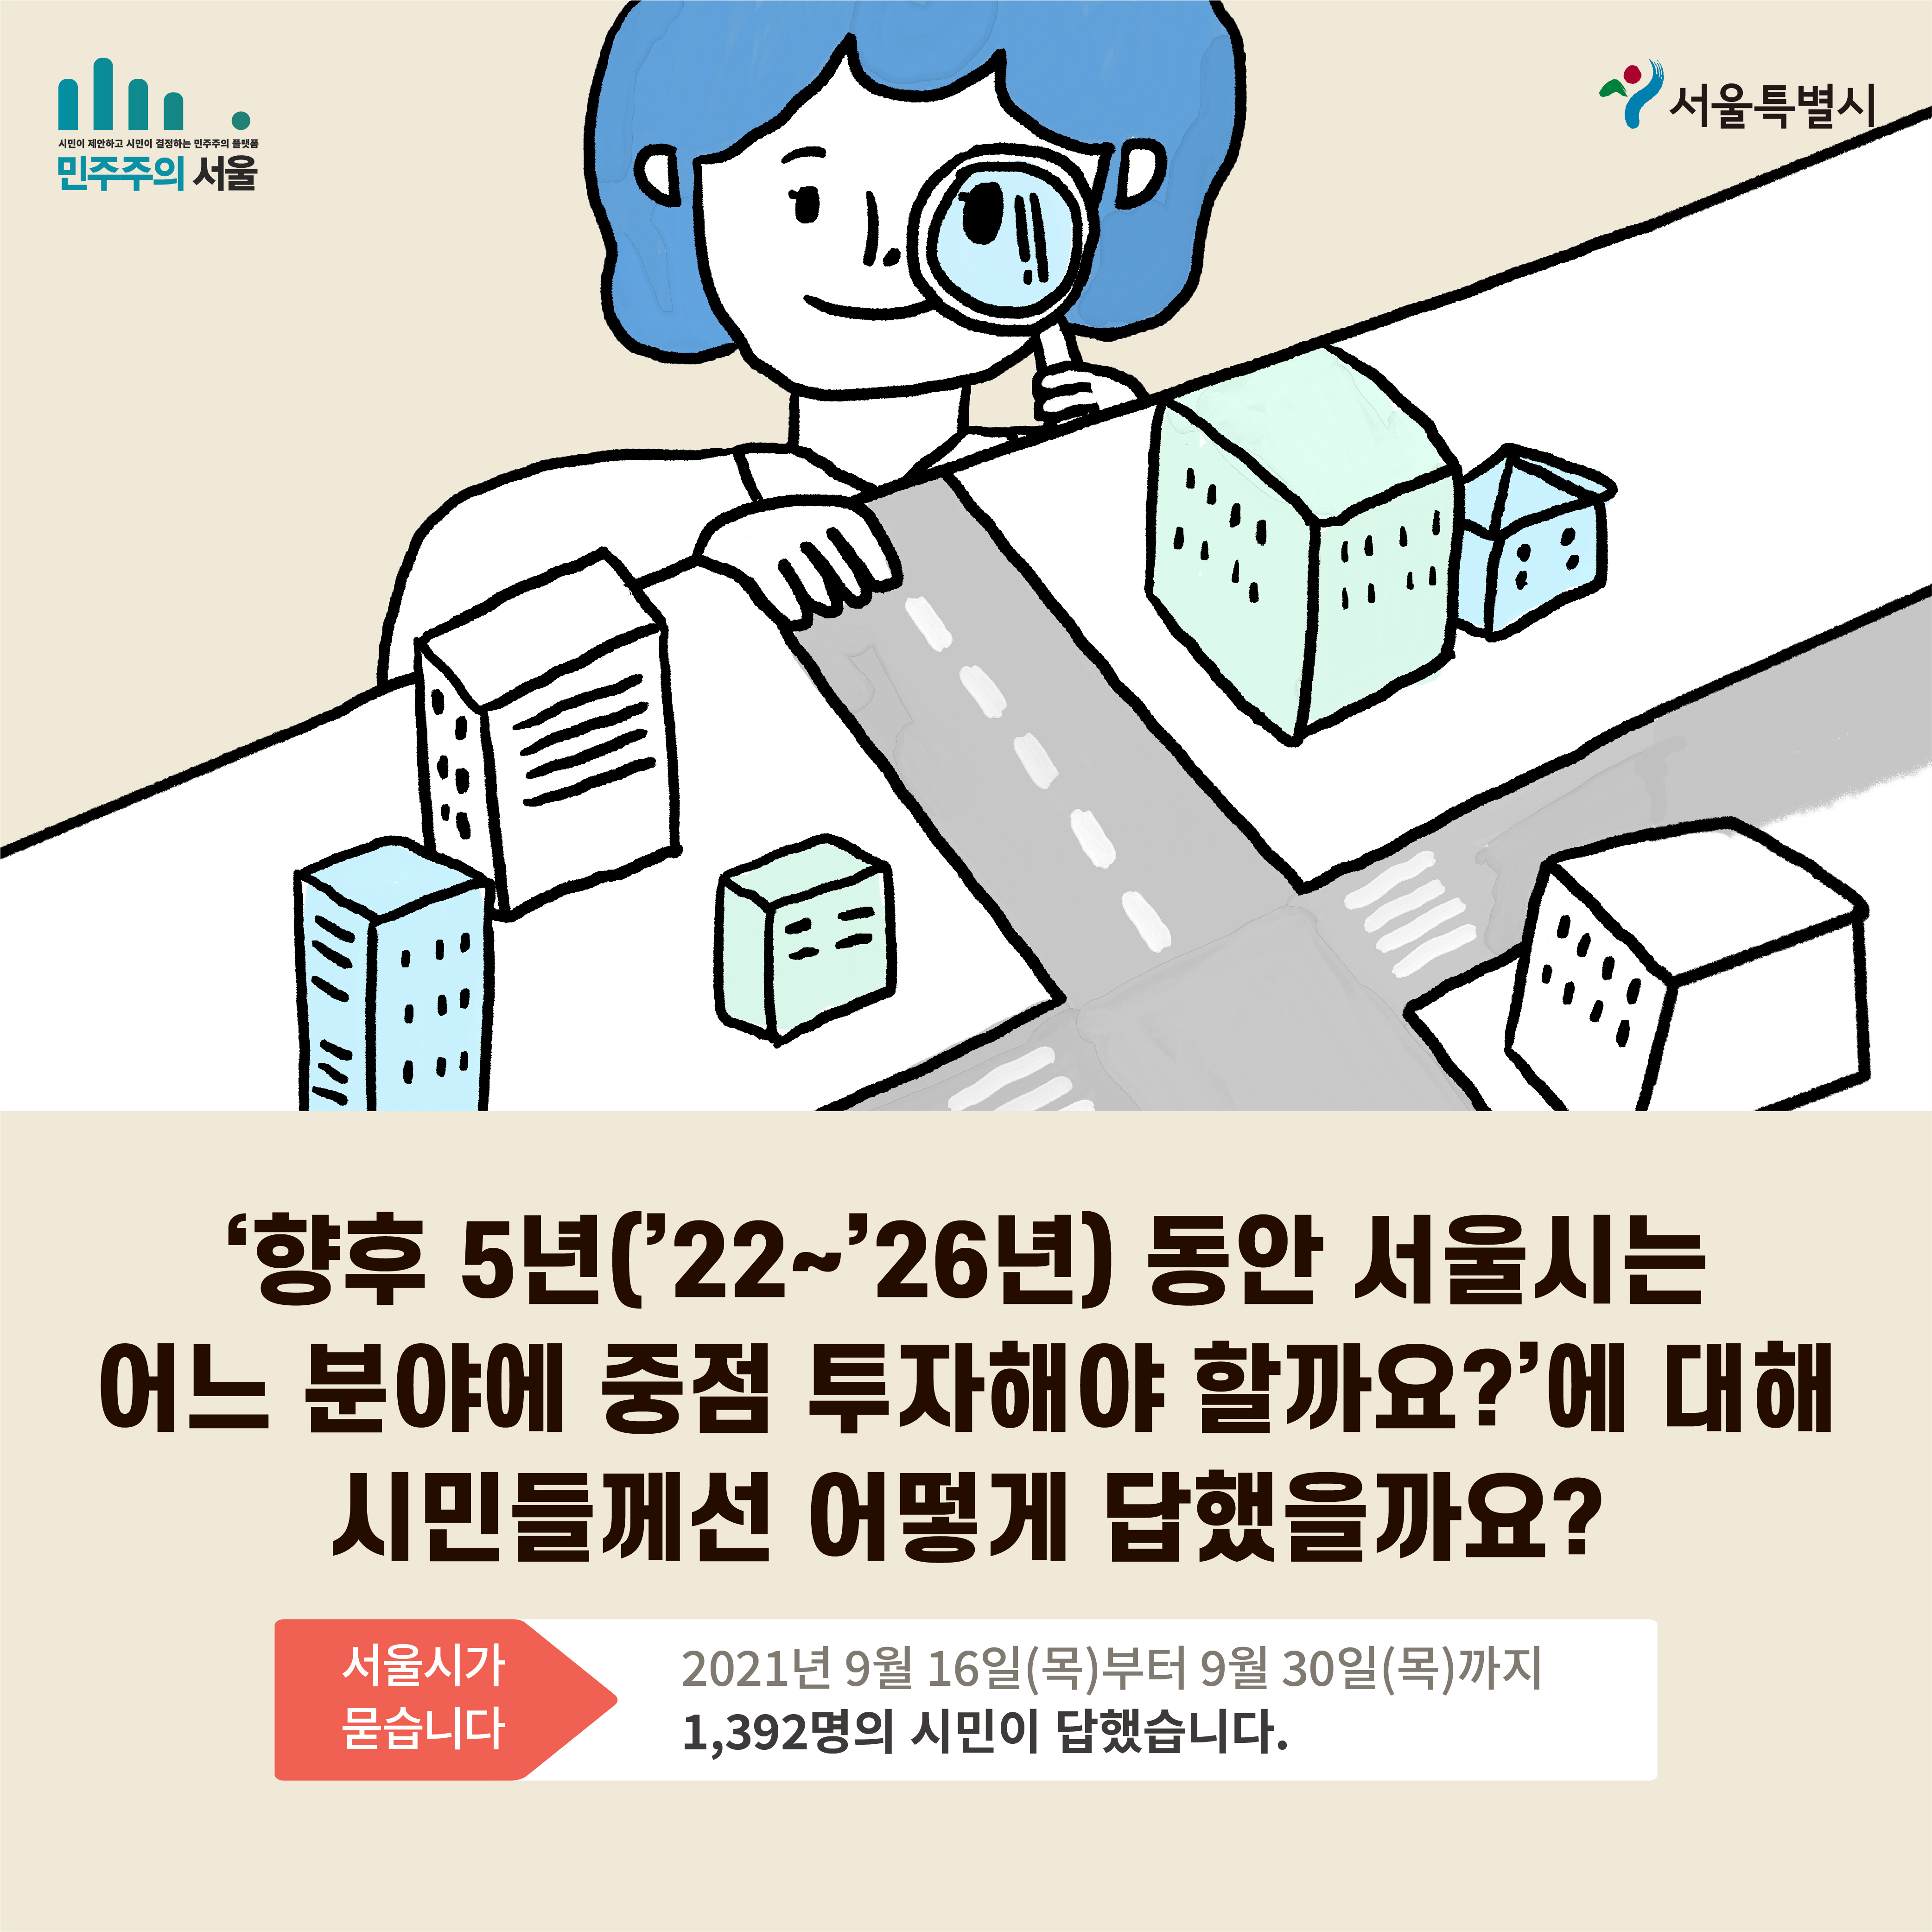 시민이 제안하고 시민이 결정하는 민주주의 플랫폼
민주주의 서울
서울특별시
‘향후 5년(’22~’26년) 동안 서울시는
어느 분야에 중점 투자해야 할까요?’에 대해
시민들께선 어떻게 답했을까요?
서울시가
묻습니다
2021년 9월 16일(목)부터 9월 30일(목)까지
1,392명의 시민이 답했습니다.